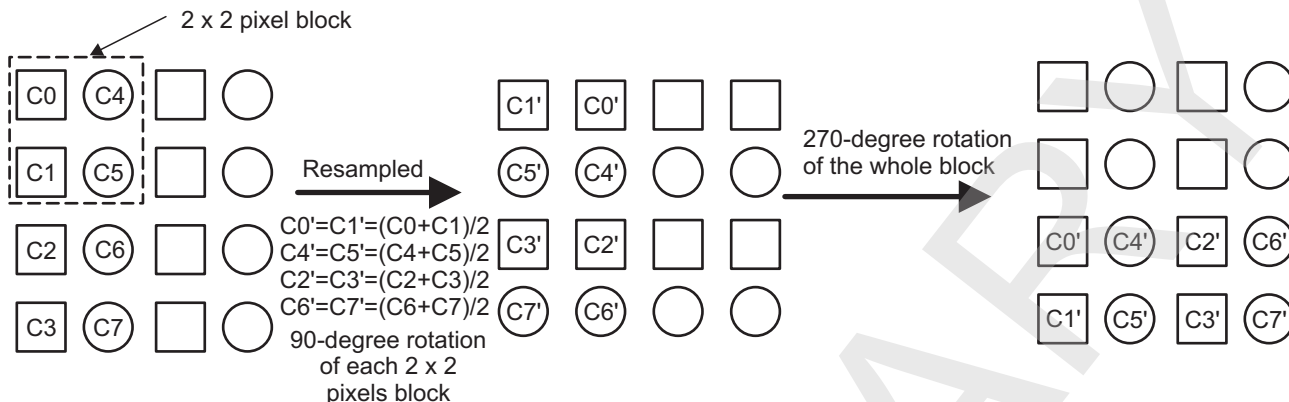 2 x 2 pixel block
C0 C4
C1 C5
C2 C6
C3 C7
Resampled
C0'=C1'=(C0+C1)/2
C4'=C5'=(C4+C5)/2
C2'=C3'=(C2+C3)/2
C6'=C7'=(C6+C7)/2
90-degree rotation
of each 2 x 2
pixels block
C1' C0'
C5' C4'
C3' C2'
C7' C6'
270-degree rotation
of the whole block
C0' C4' C2' C6'
C1' C5' C3' C7'